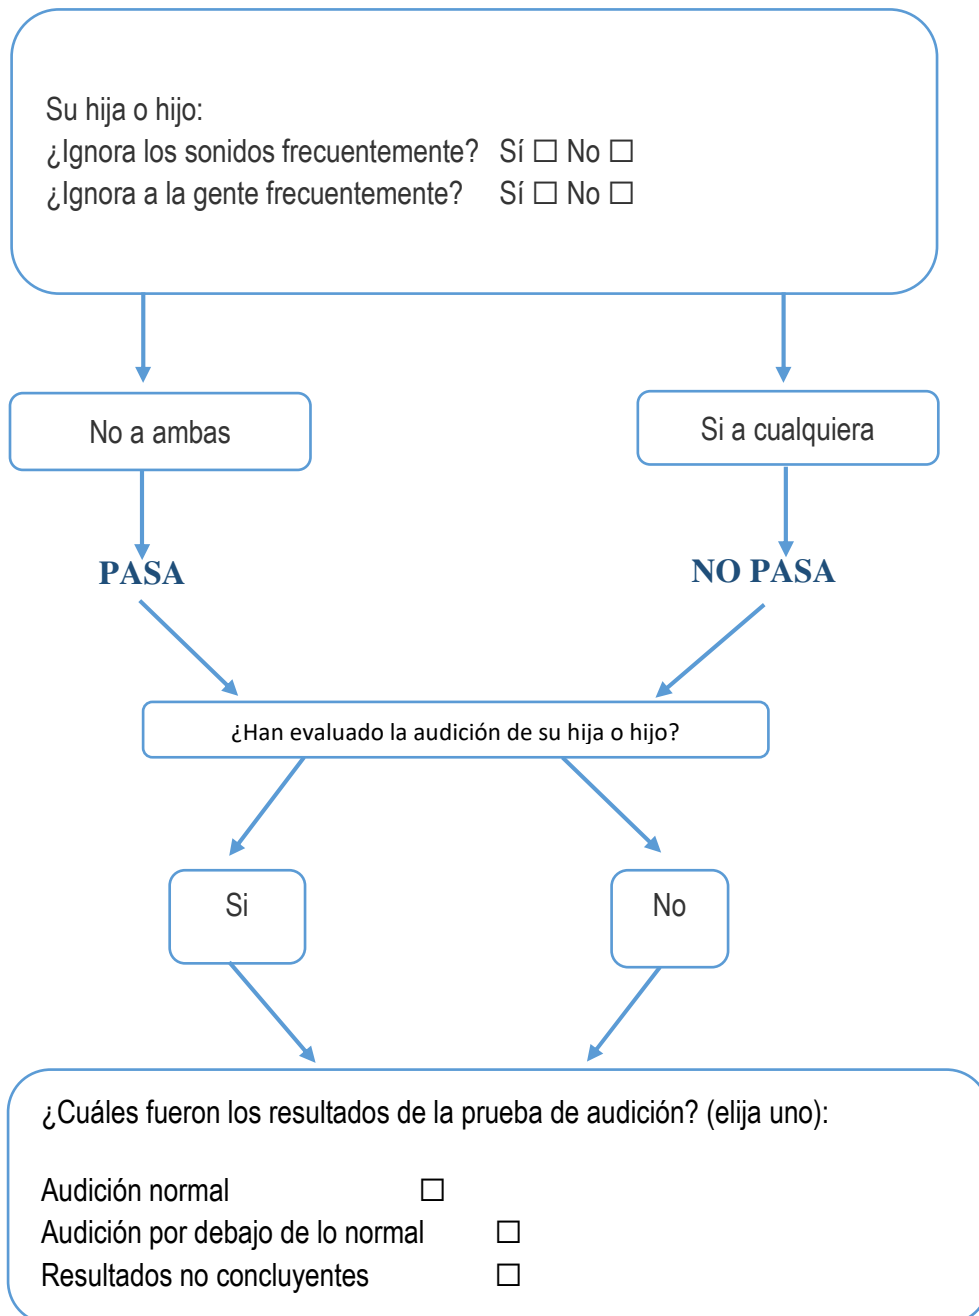 Su hija o hijo:
¿Ignora los sonidos frecuentemente? Sí ☐ No ☐
¿Ignora a la gente frecuentemente? Sí ☐ No ☐
No a ambas
Si a cualquiera
PASA
NO PASA
¿Han evaluado la audición de su hija o hijo?
Si
No
¿Cuáles fueron los resultados de la prueba de audición? (elija uno):
Audición normal ☐
Audición por debajo de lo normal ☐
Resultados no concluyentes ☐